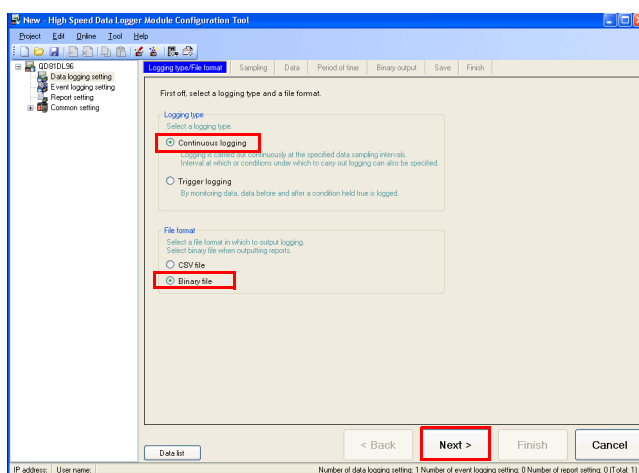 New - High Speed Data Logger Module Configuration Tool
Project Edit Online Tool Help
QD81DL96
Data logging setting
Event logging setting
Report setting
Common setting
Logging type/File format Sampling Data Period of time Binary output Save Finish
First off, select a logging type and a file format.
Logging type
Select a logging type.
Continuous logging
Logging is carried out continuously at the specified data sampling intervals.
Interval at which or conditions under which to carry out logging can also be specified.
Trigger logging
By monitoring data, data before and after a condition held true is logged.
File format
Select a file format in which to output logging.
Select binary file when outputting reports.
CSV file
Binary file
Data list
< Back Next > Finish Cancel
IP address: User name: Number of data logging setting: 1 Number of event logging setting: 0 Number of report setting: 0 (Total: 1)